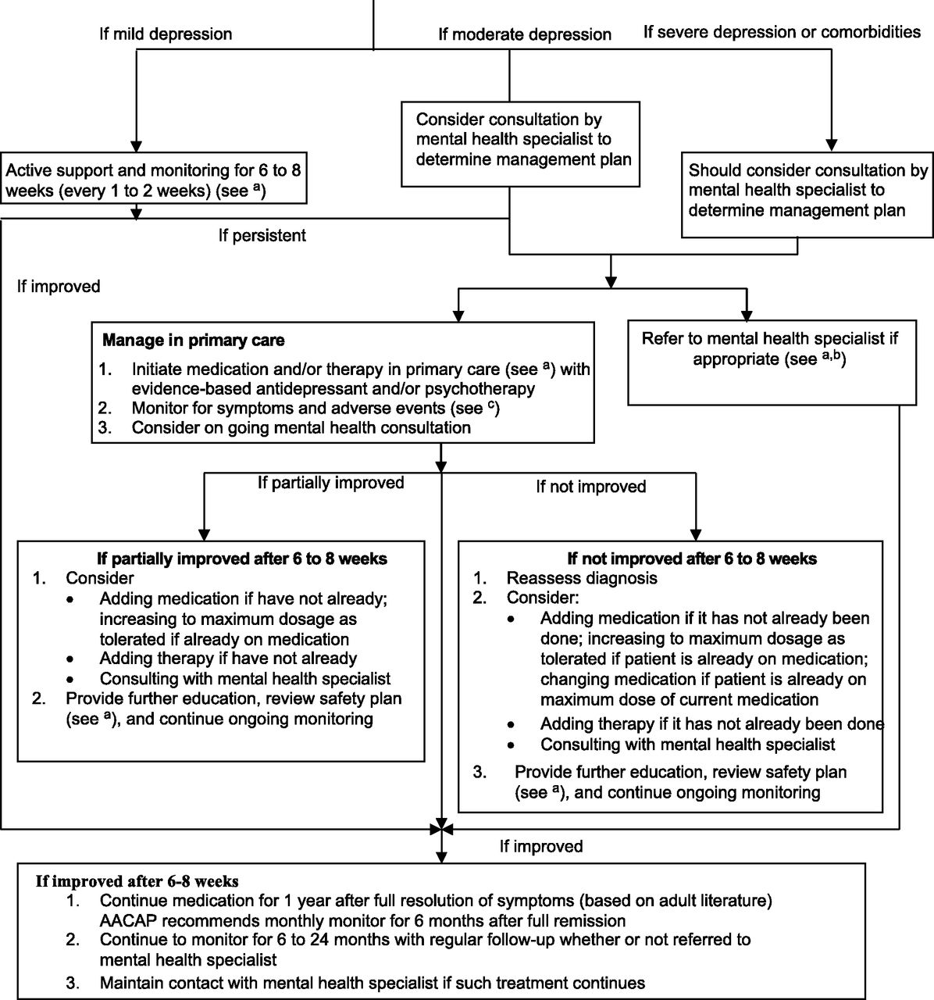 If mild depression
If moderate depression
If severe depression or comorbidities
Consider consultation by
mental health specialist to
determine management plan
Active support and monitoring for 6 to 8
weeks (every 1 to 2 weeks) (see a)
Should consider consultation by
mental health specialist to
determine management plan
If persistent
If improved
Manage in primary care
1. Initiate medication and/or therapy in primary care (see a) with
evidence-based antidepressant and/or psychotherapy
2. Monitor for symptoms and adverse events (see c)
3. Consider on going mental health consultation
Refer to mental health specialist if
appropriate (see a,b)
If partially improved
If not improved
If partially improved after 6 to 8 weeks
1. Consider
• Adding medication if have not already;
increasing to maximum dosage as
tolerated if already on medication
• Adding therapy if have not already
• Consulting with mental health specialist
2. Provide further education, review safety plan
(see a), and continue ongoing monitoring
If not improved after 6 to 8 weeks
1. Reassess diagnosis
2. Consider:
• Adding medication if it has not already been
done; increasing to maximum dosage as
tolerated if patient is already on medication;
changing medication if patient is already on
maximum dose of current medication
• Adding therapy if it has not already been done
• Consulting with mental health specialist
3. Provide further education, review safety plan
(see a), and continue ongoing monitoring
If improved
If improved after 6-8 weeks
1. Continue medication for 1 year after full resolution of symptoms (based on adult literature)
AACAP recommends monthly monitor for 6 months after full remission
2. Continue to monitor for 6 to 24 months with regular follow-up whether or not referred to
mental health specialist
3. Maintain contact with mental health specialist if such treatment continues